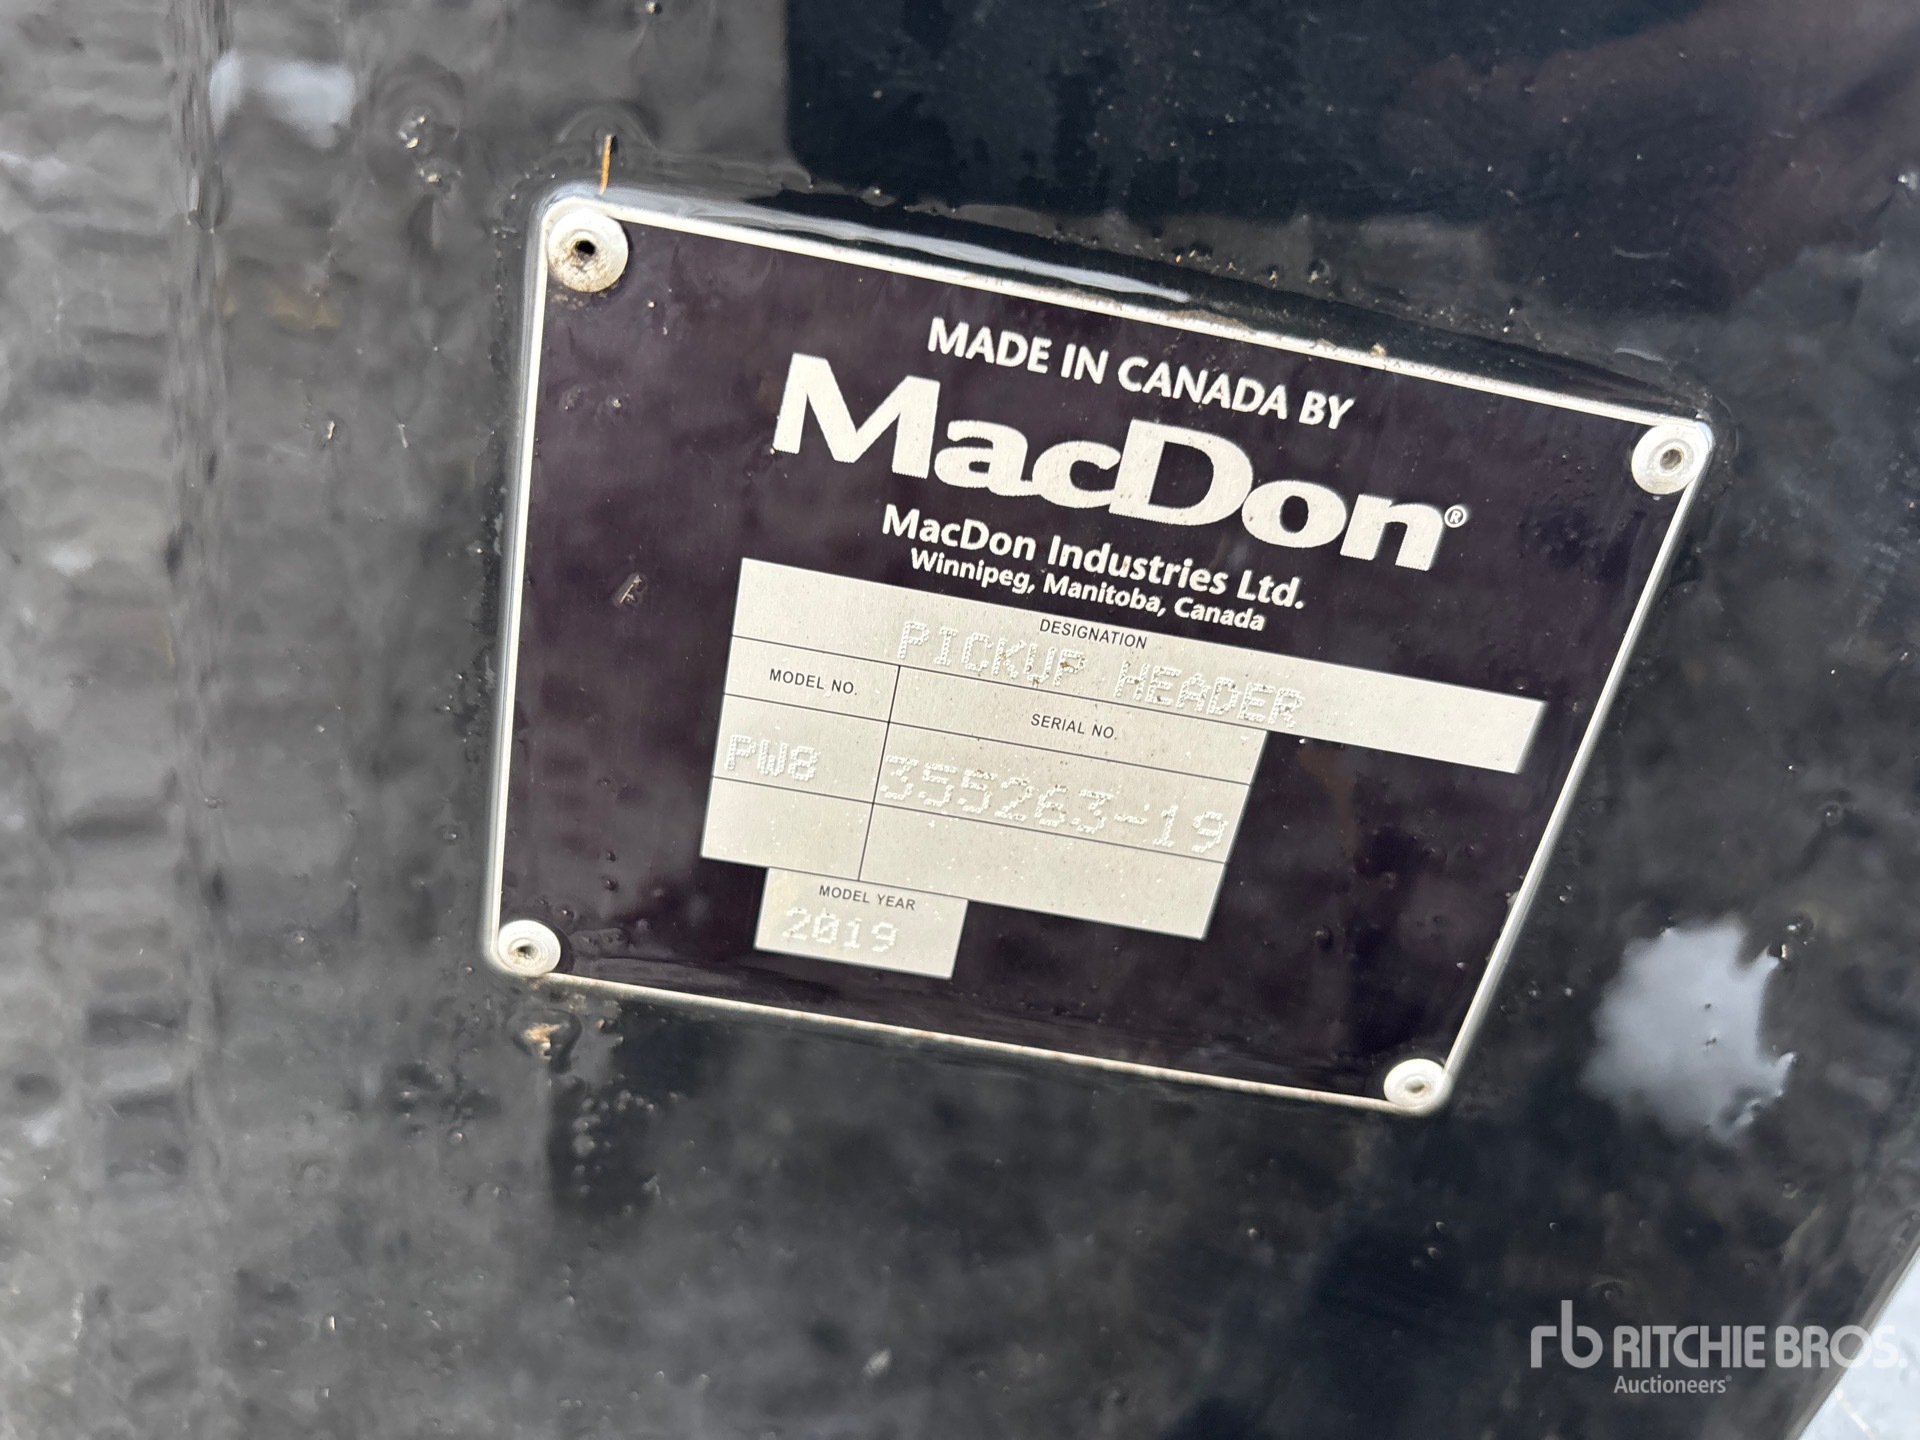 MADE IN CANADA BY
MacDon®
MacDon Industries Ltd.
Winnipeg, Manitoba, Canada
DESIGNATION
PICKUP HEADER
MODEL NO.
SERIAL NO.
PW8
355263-19
MODEL YEAR
2019
rb RITCHIE BROS.
Auctioneers